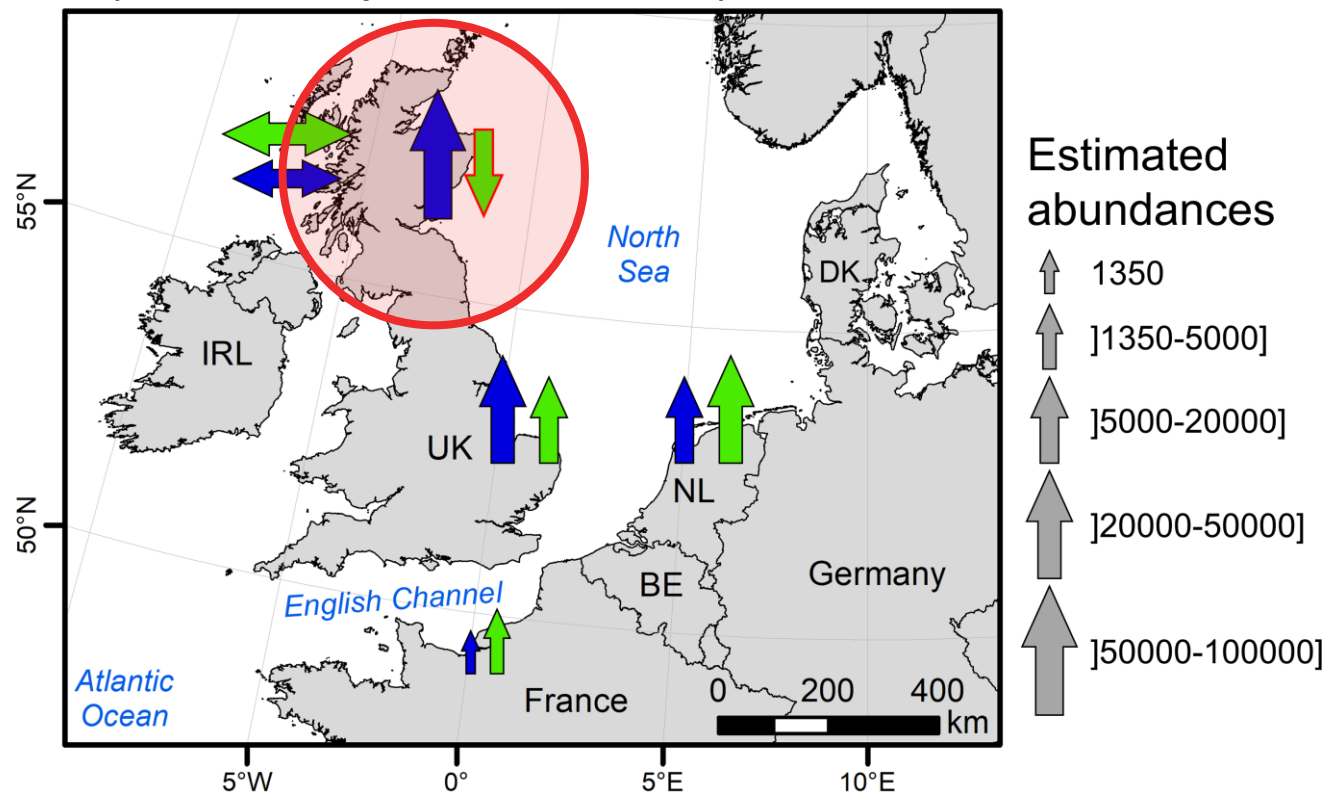 55°N
50°N
North
Sea
DK
IRL
UK
NL
BE
Germany
English Channel
France
Atlantic
Ocean
0 200 400
km
5°W 0° 5°E 10°E
Estimated
abundances
1350
]1350-5000]
]5000-20000]
]20000-50000]
]50000-100000]